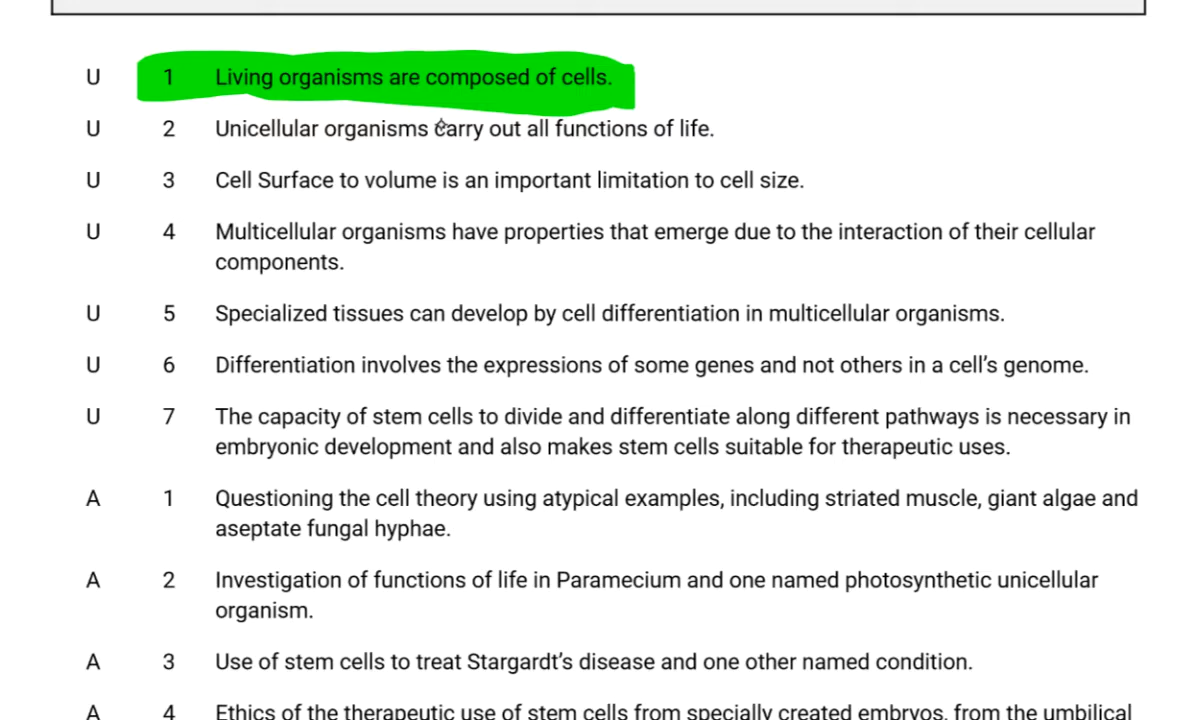 U 1 Living organisms are composed of cells.
U 2 Unicellular organisms carry out all functions of life.
U 3 Cell Surface to volume is an important limitation to cell size.
U 4 Multicellular organisms have properties that emerge due to the interaction of their cellular
components.
U 5 Specialized tissues can develop by cell differentiation in multicellular organisms.
U 6 Differentiation involves the expressions of some genes and not others in a cell's genome.
U 7 The capacity of stem cells to divide and differentiate along different pathways is necessary in
embryonic development and also makes stem cells suitable for therapeutic uses.
A 1 Questioning the cell theory using atypical examples, including striated muscle, giant algae and
aseptate fungal hyphae.
A 2 Investigation of functions of life in Paramecium and one named photosynthetic unicellular
organism.
A 3 Use of stem cells to treat Stargardt's disease and one other named condition.
A 4 Ethics of the therapeutic use of stem cells from specially created embryos, from the umbilical